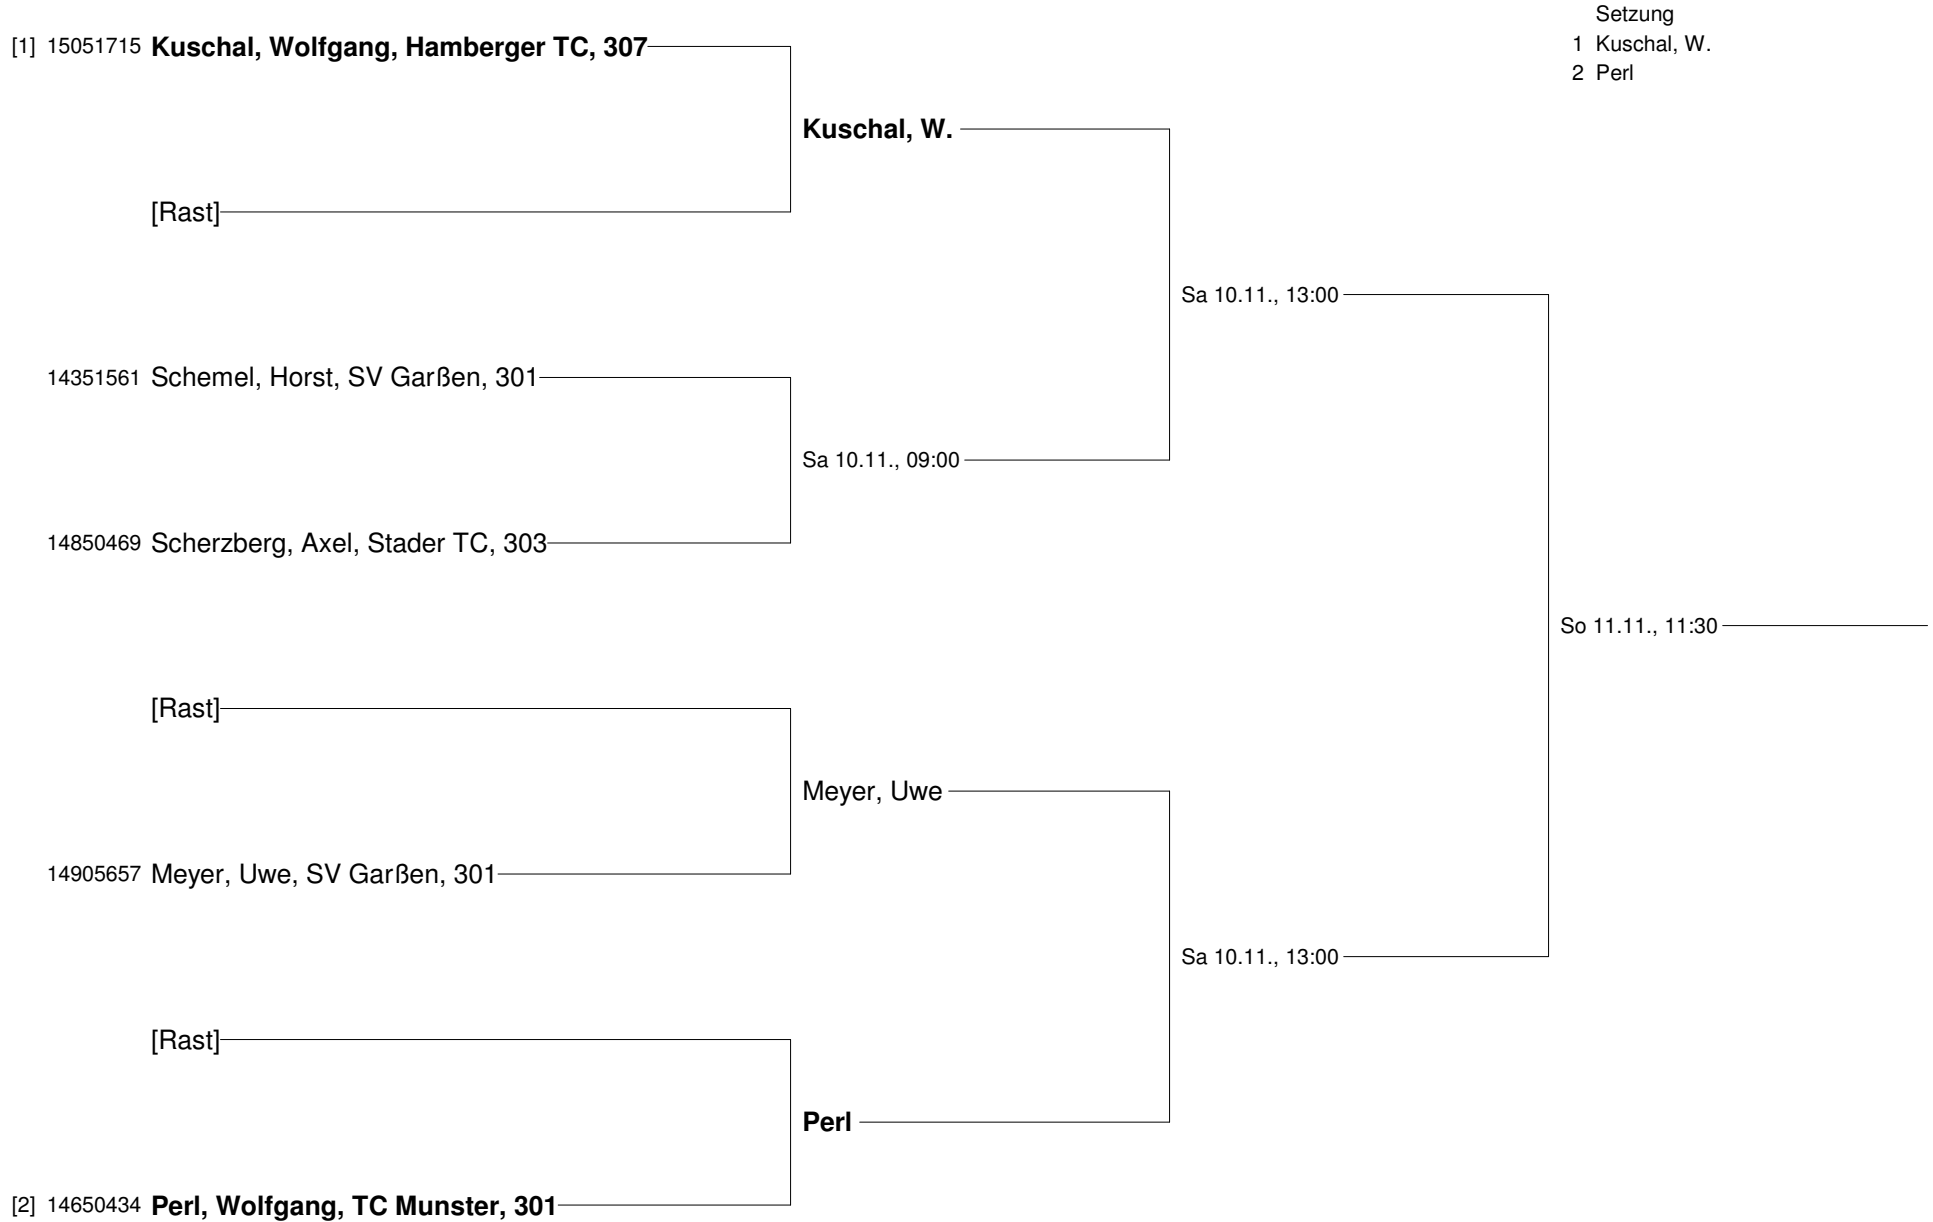 Setzung
1 Kuschal, W.
2 Perl
[1] 15051715 Kuschal, Wolfgang, Hamberger TC, 307
Kuschal, W.
[Rast]
Sa 10.11., 13:00
14351561 Schemel, Horst, SV Garßen, 301
Sa 10.11., 09:00
14850469 Scherzberg, Axel, Stader TC, 303
So 11.11., 11:30
[Rast]
Meyer, Uwe
14905657 Meyer, Uwe, SV Garßen, 301
Sa 10.11., 13:00
[Rast]
Perl
[2] 14650434 Perl, Wolfgang, TC Munster, 301